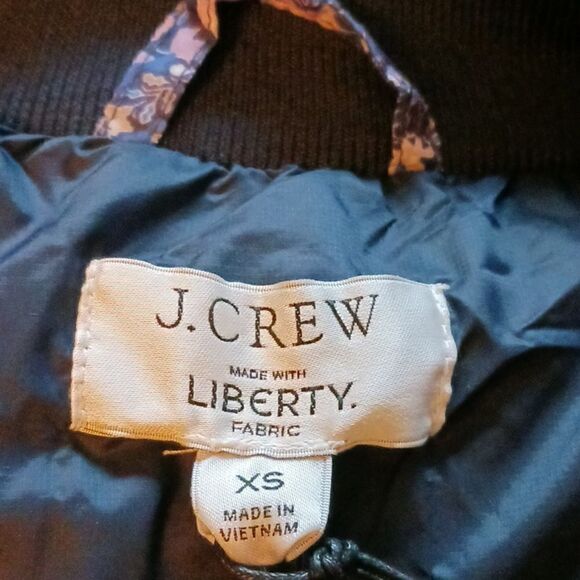 J.CREW
MADE WITH
LIBERTY.
FABRIC
XS
MADE IN
VIETNAM